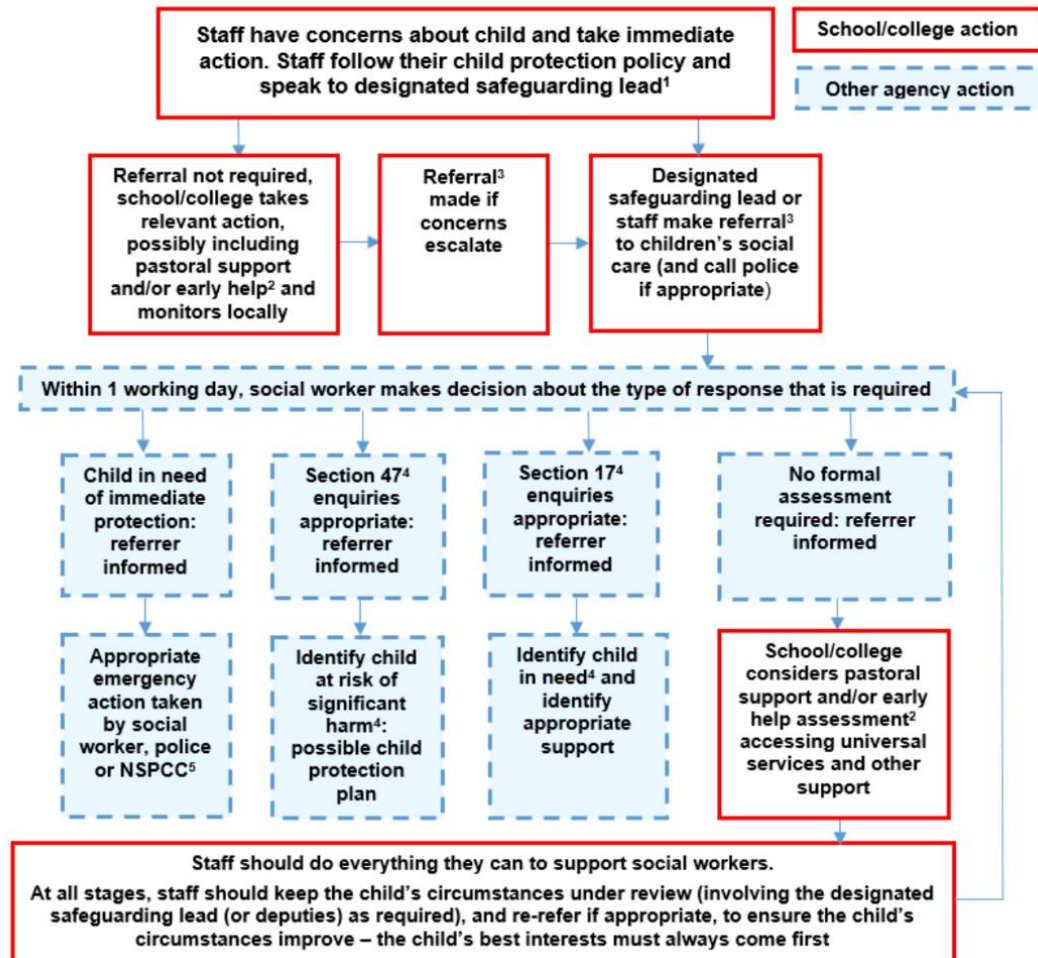 Staff have concerns about child and take immediate
action. Staff follow their child protection policy and
speak to designated safeguarding lead¹
School/college action
Other agency action
Referral not required,
school/college takes
relevant action,
possibly including
pastoral support
and/or early help² and
monitors locally
Referral³
made if
concerns
escalate
Designated
safeguarding lead or
staff make referral³
to children’s social
care (and call police
if appropriate)
Within 1 working day, social worker makes decision about the type of response that is required
Child in need
of immediate
protection:
referrer
informed
Section 47⁴
enquiries
appropriate:
referrer
informed
Section 17⁴
enquiries
appropriate:
referrer
informed
No formal
assessment
required: referrer
informed
Appropriate
emergency
action taken
by social
worker, police
or NSPCC⁵
Identify child
at risk of
significant
harm⁴:
possible child
protection
plan
Identify child
in need⁴ and
identify
appropriate
support
School/college
considers pastoral
support and/or early
help assessment²
accessing universal
services and other
support
Staff should do everything they can to support social workers.
At all stages, staff should keep the child’s circumstances under review (involving the designated
safeguarding lead (or deputies) as required), and re-refer if appropriate, to ensure the child’s
circumstances improve – the child’s best interests must always come first